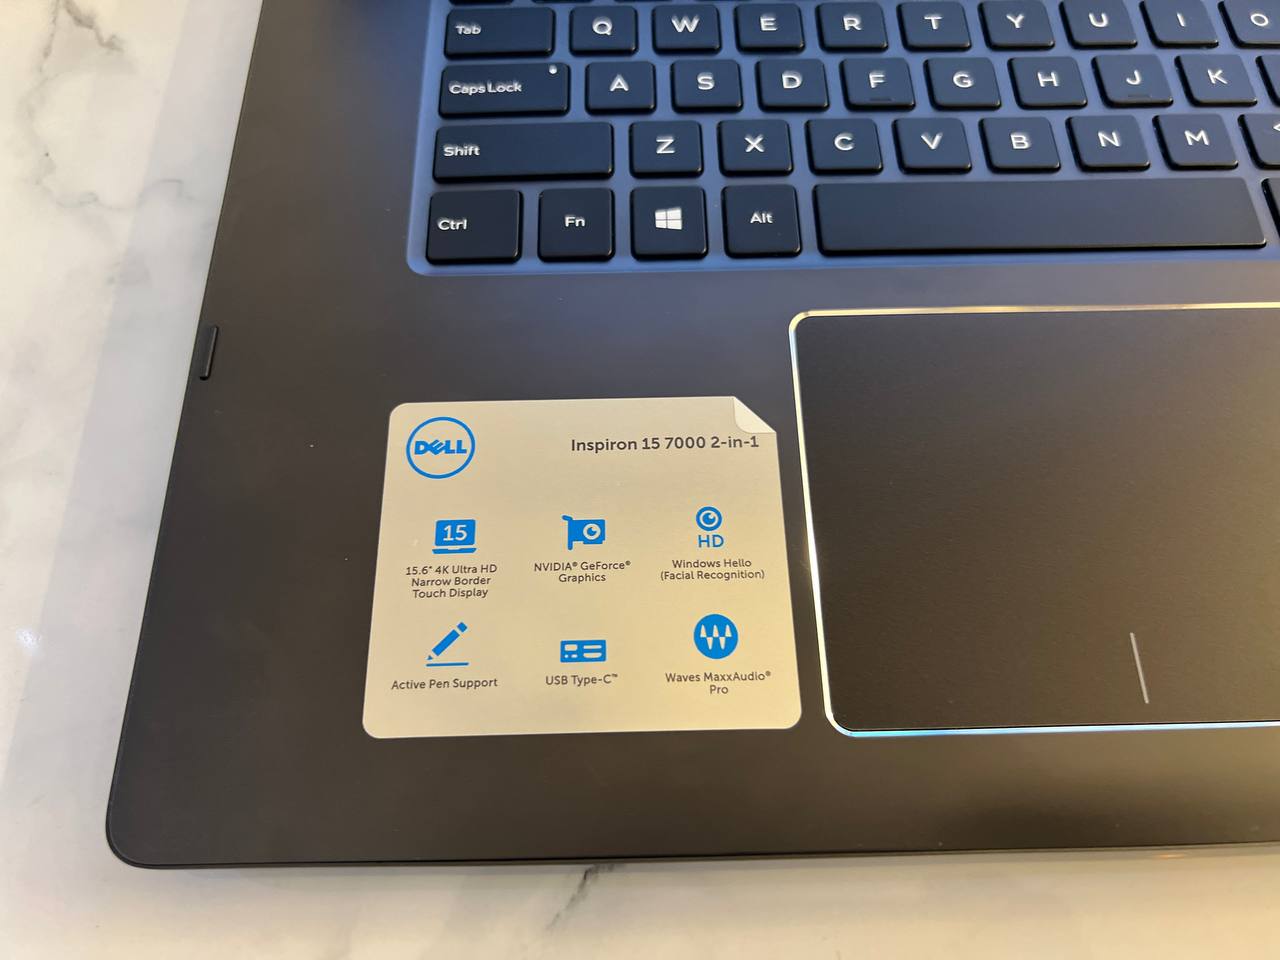 Tab Q W E R T Y U I O
Caps Lock A S D F G H J K
Shift Z X C V B N M
Ctrl Fn Alt
DELL
Inspiron 15 7000 2-in-1
15
15.6" 4K Ultra HD
Narrow Border
Touch Display
NVIDIA® GeForce®
Graphics
HD
Windows Hello
(Facial Recognition)
Active Pen Support
USB Type-C™
Waves MaxxAudio®
Pro